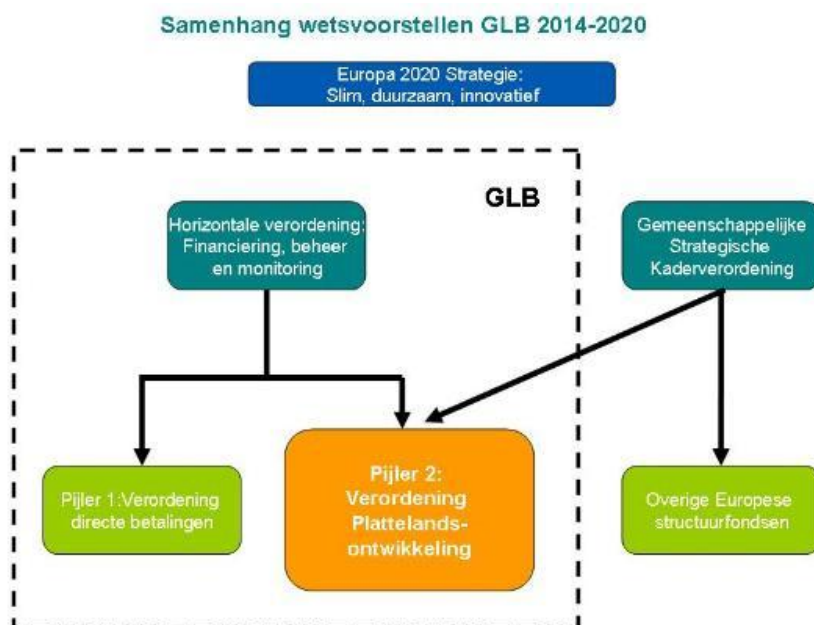 Samenhang wetsvoorstellen GLB 2014-2020
Europa 2020 Strategie:
Slim, duurzaam, innovatief
GLB
Horizontale verordening:
Financiering, beheer
en monitoring
Gemeenschappelijke
Strategische
Kaderverordening
Pijler 1:Verordening
directe betalingen
Pijler 2:
Verordening
Plattelands-
ontwikkeling
Overige Europese
structuurfondsen